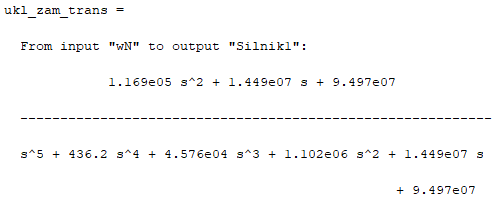 ukl_zam_trans =
From input "wN" to output "Silnik1":
1.169e05 s^2 + 1.449e07 s + 9.497e07
-----------------------------------------------------------
s^5 + 436.2 s^4 + 4.576e04 s^3 + 1.102e06 s^2 + 1.449e07 s
+ 9.497e07